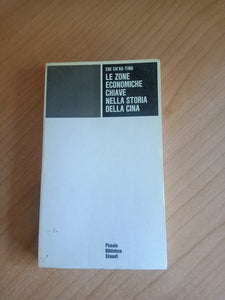 CHI CH'AO-TING
LE ZONE
ECONOMICHE
CHIAVE
NELLA STORIA
DELLA CINA
Piccola
Biblioteca
Einaudi